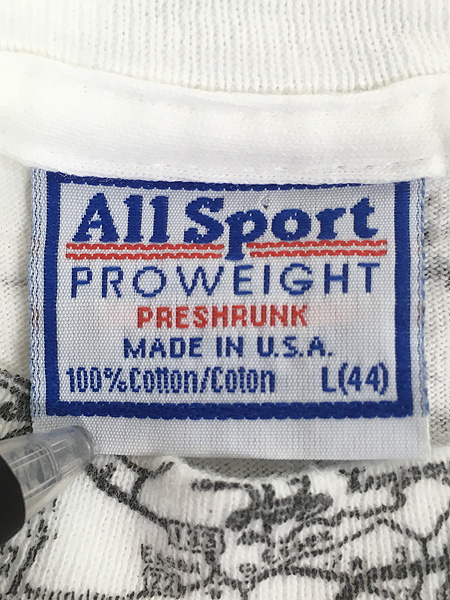 All Sport
PROWEIGHT
PRESHRUNK
MADE IN U.S.A.
100% Cotton/Coton L(44)